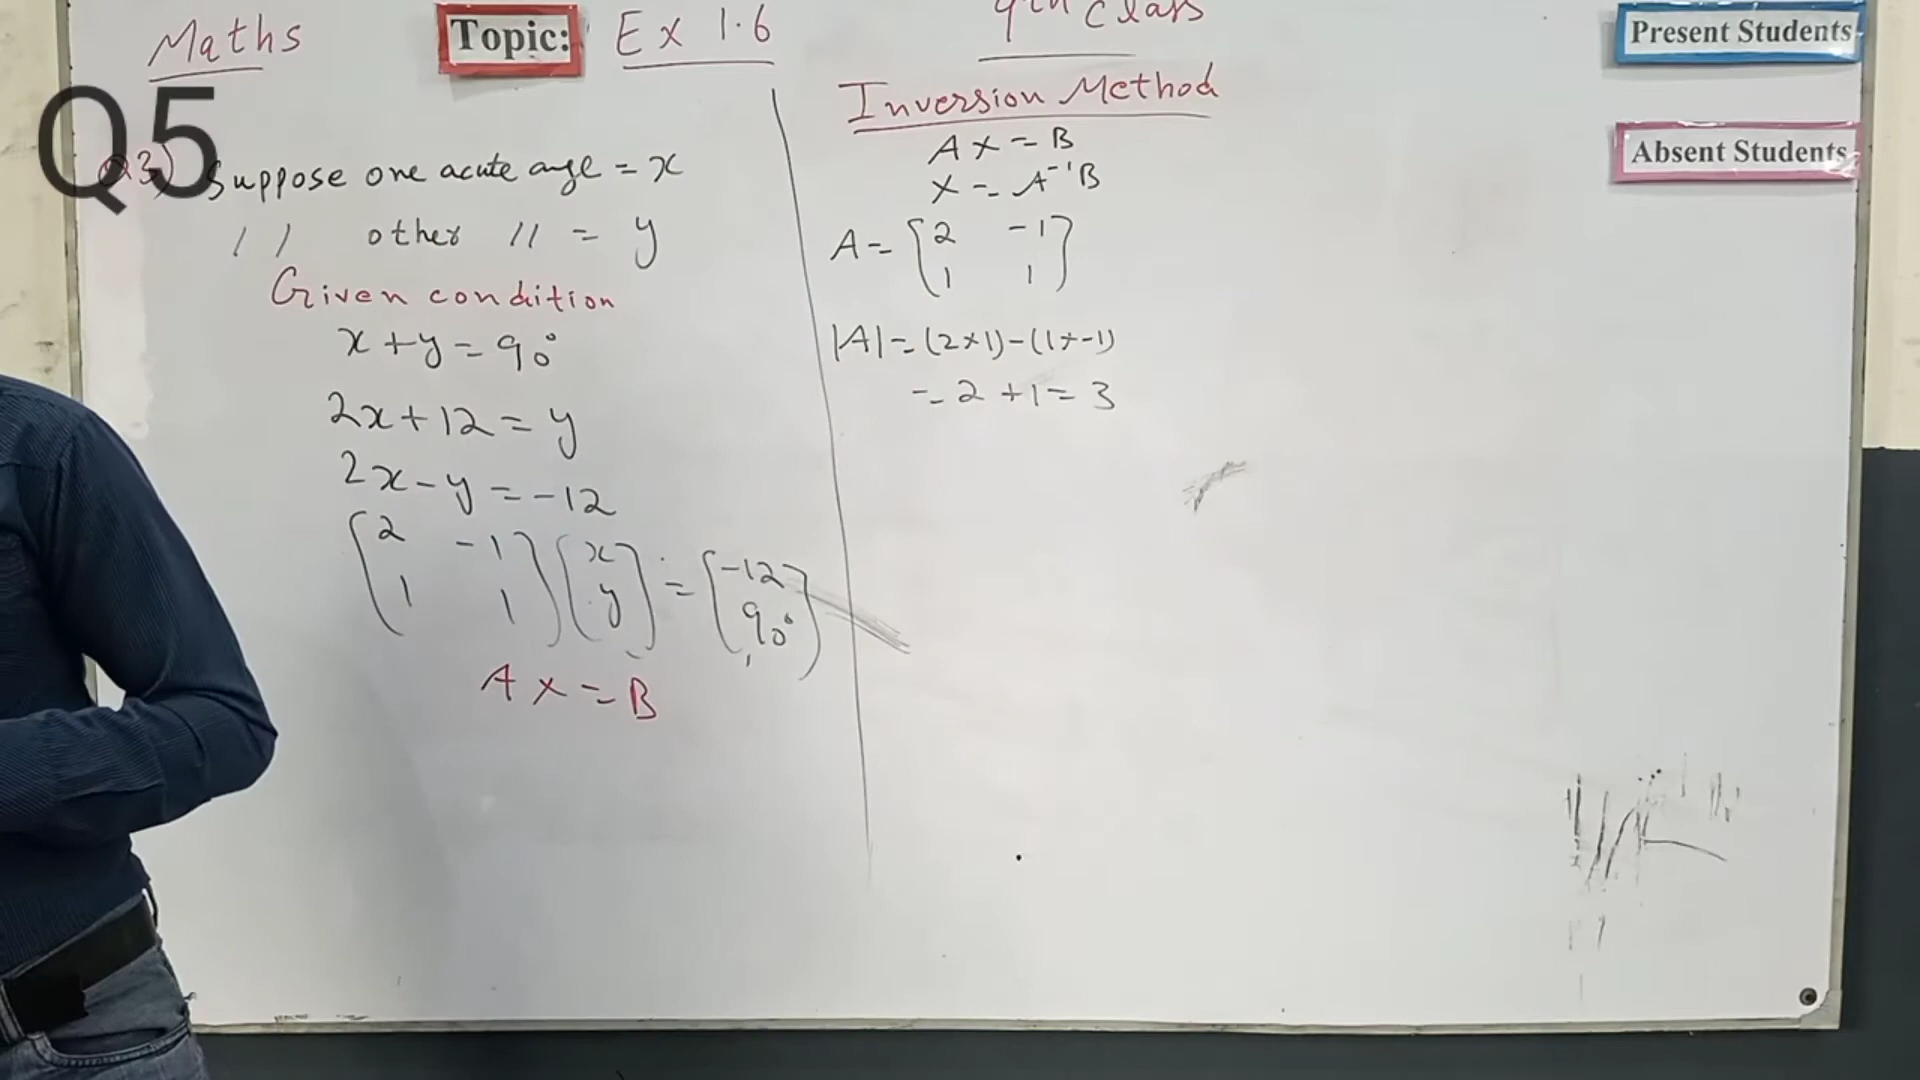 Maths
Topic:
Ex 1.6
9th class
Present Students
Absent Students
Q5
Q3) Suppose one acute angle = x
// other // = y
Given condition
x + y = 90°
2x + 12 = y
2x - y = -12
[2 -1
1 1] [x
y] = [-12
90°]
A X = B
Inversion Method
A X = B
X = A⁻¹B
A = [2 -1
1 1]
|A| = (2×1)-(1×-1)
= 2 + 1 = 3